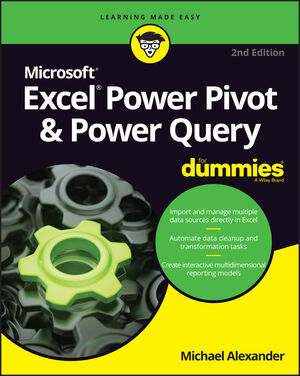 LEARNING MADE EASY
2nd Edition
Microsoft®
Excel® Power Pivot
& Power Query
for
dummies®
A Wiley Brand
Import and manage multiple
data sources directly in Excel
Automate data cleanup and
transformation tasks
Create interactive multidimensional
reporting models
Michael Alexander